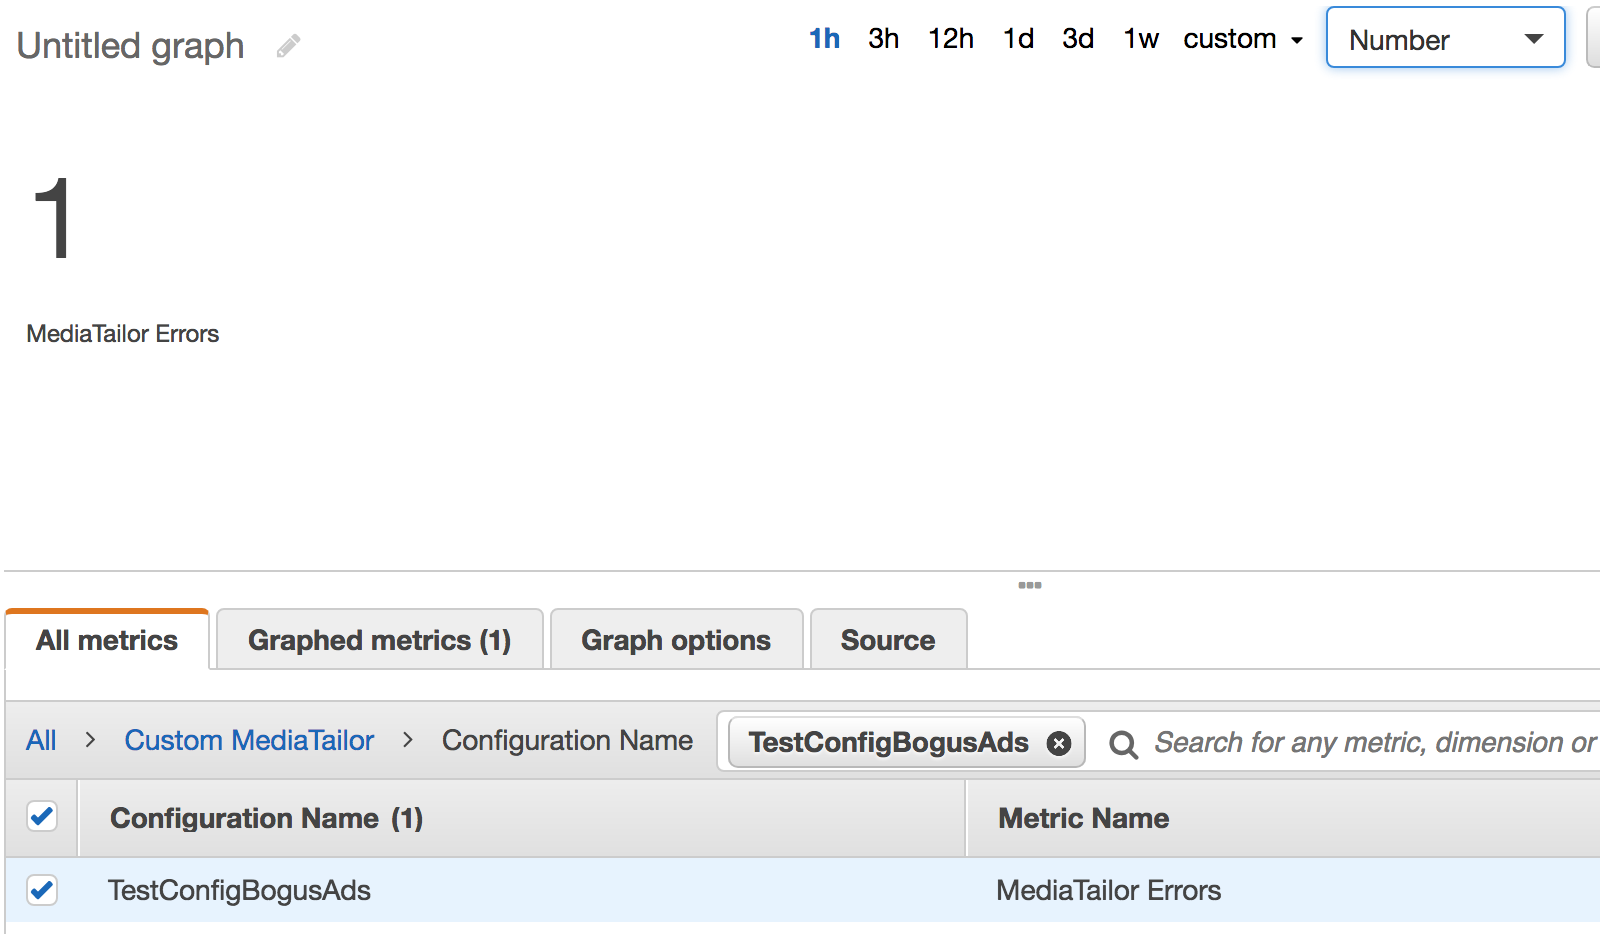 Untitled graph 1h 3h 12h 1d 3d 1w custom Number
1
MediaTailor Errors
All metrics Graphed metrics (1) Graph options Source
All > Custom MediaTailor > Configuration Name TestConfigBogusAds Search for any metric, dimension or
Configuration Name (1) Metric Name
TestConfigBogusAds MediaTailor Errors